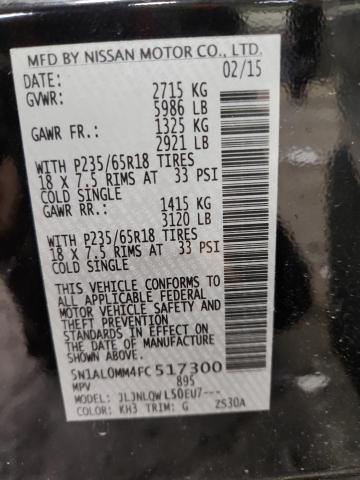 MFD BY NISSAN MOTOR CO., LTD.
DATE: 02/15
GVWR: 2715 KG
5986 LB
GAWR FR.: 1325 KG
2921 LB
WITH P235/65R18 TIRES
18 X 7.5 RIMS AT 33 PSI
COLD SINGLE
GAWR RR: 1415 KG
3120 LB
WITH P235/65R18 TIRES
18 X 7.5 RIMS AT 33 PSI
COLD SINGLE
THIS VEHICLE CONFORMS TO
ALL APPLICABLE FEDERAL
MOTOR VEHICLE SAFETY AND
THEFT PREVENTION
STANDARDS IN EFFECT ON
THE DATE OF MANUFACTURE
SHOWN ABOVE.
5N1AL0MM4FC 517300
MPV 895
MODEL: JLJNLQW L50EU7---
COLOR: KH3 TRIM: G ZS30A